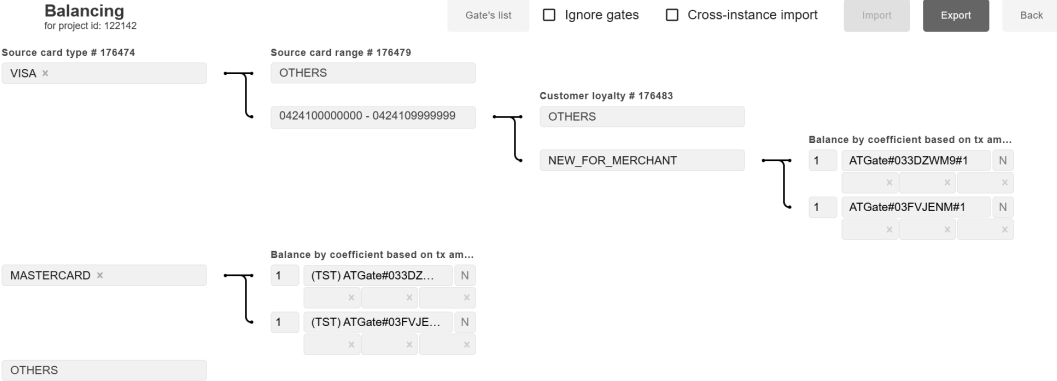 Balancing
for project id: 122142
Gate's list
Ignore gates
Cross-instance import
Import
Export
Back
Source card type # 176474
VISA ×
Source card range # 176479
OTHERS
0424100000000 - 0424109999999
Customer loyalty # 176483
OTHERS
NEW_FOR_MERCHANT
Balance by coefficient based on tx am...
1 ATGate#033DZWM9#1 N
× × ×
1 ATGate#03FVJENM#1 N
× × ×
MASTERCARD ×
Balance by coefficient based on tx am...
1 (TST) ATGate#033DZ... N
× × ×
1 (TST) ATGate#03FVJE... N
× × ×
OTHERS